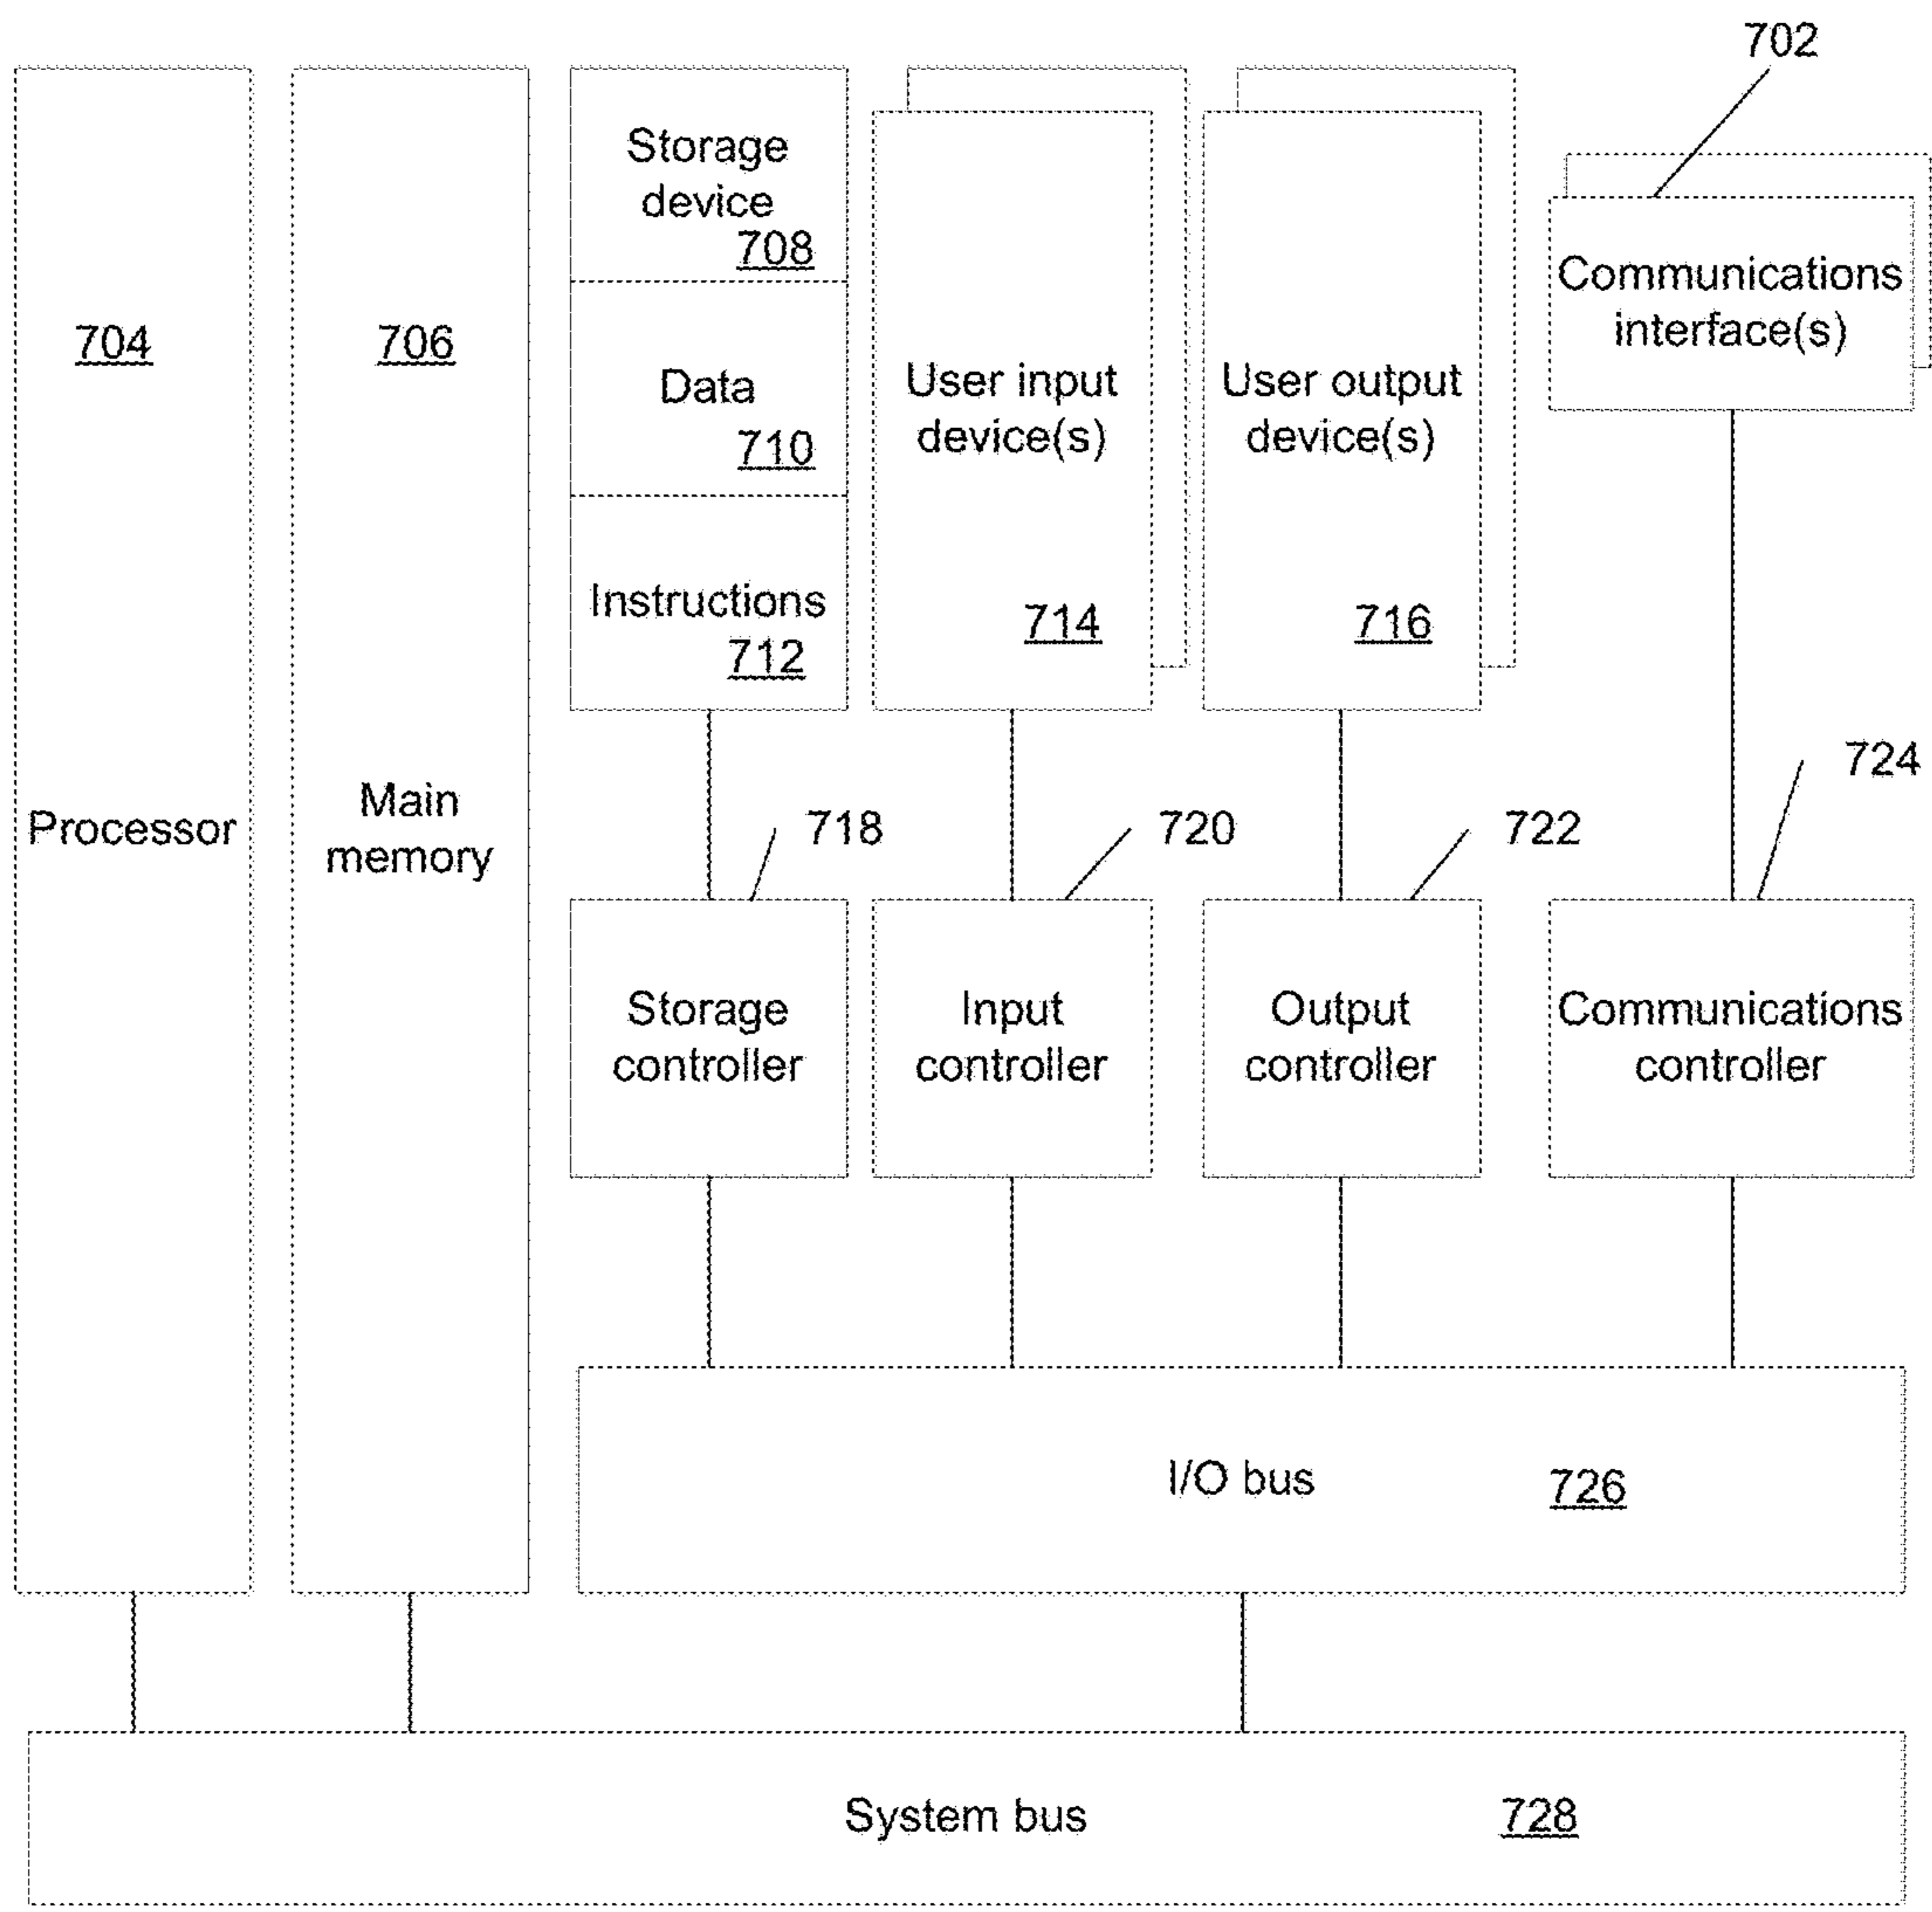 702
Storage
device
708
Communications
interface(s)
704
706
Data
710
User input
device(s)
User output
device(s)
Instructions
712
714
716
724
Processor
Main
memory
718
720
722
Storage
controller
Input
controller
Output
controller
Communications
controller
I/O bus
726
System bus
728